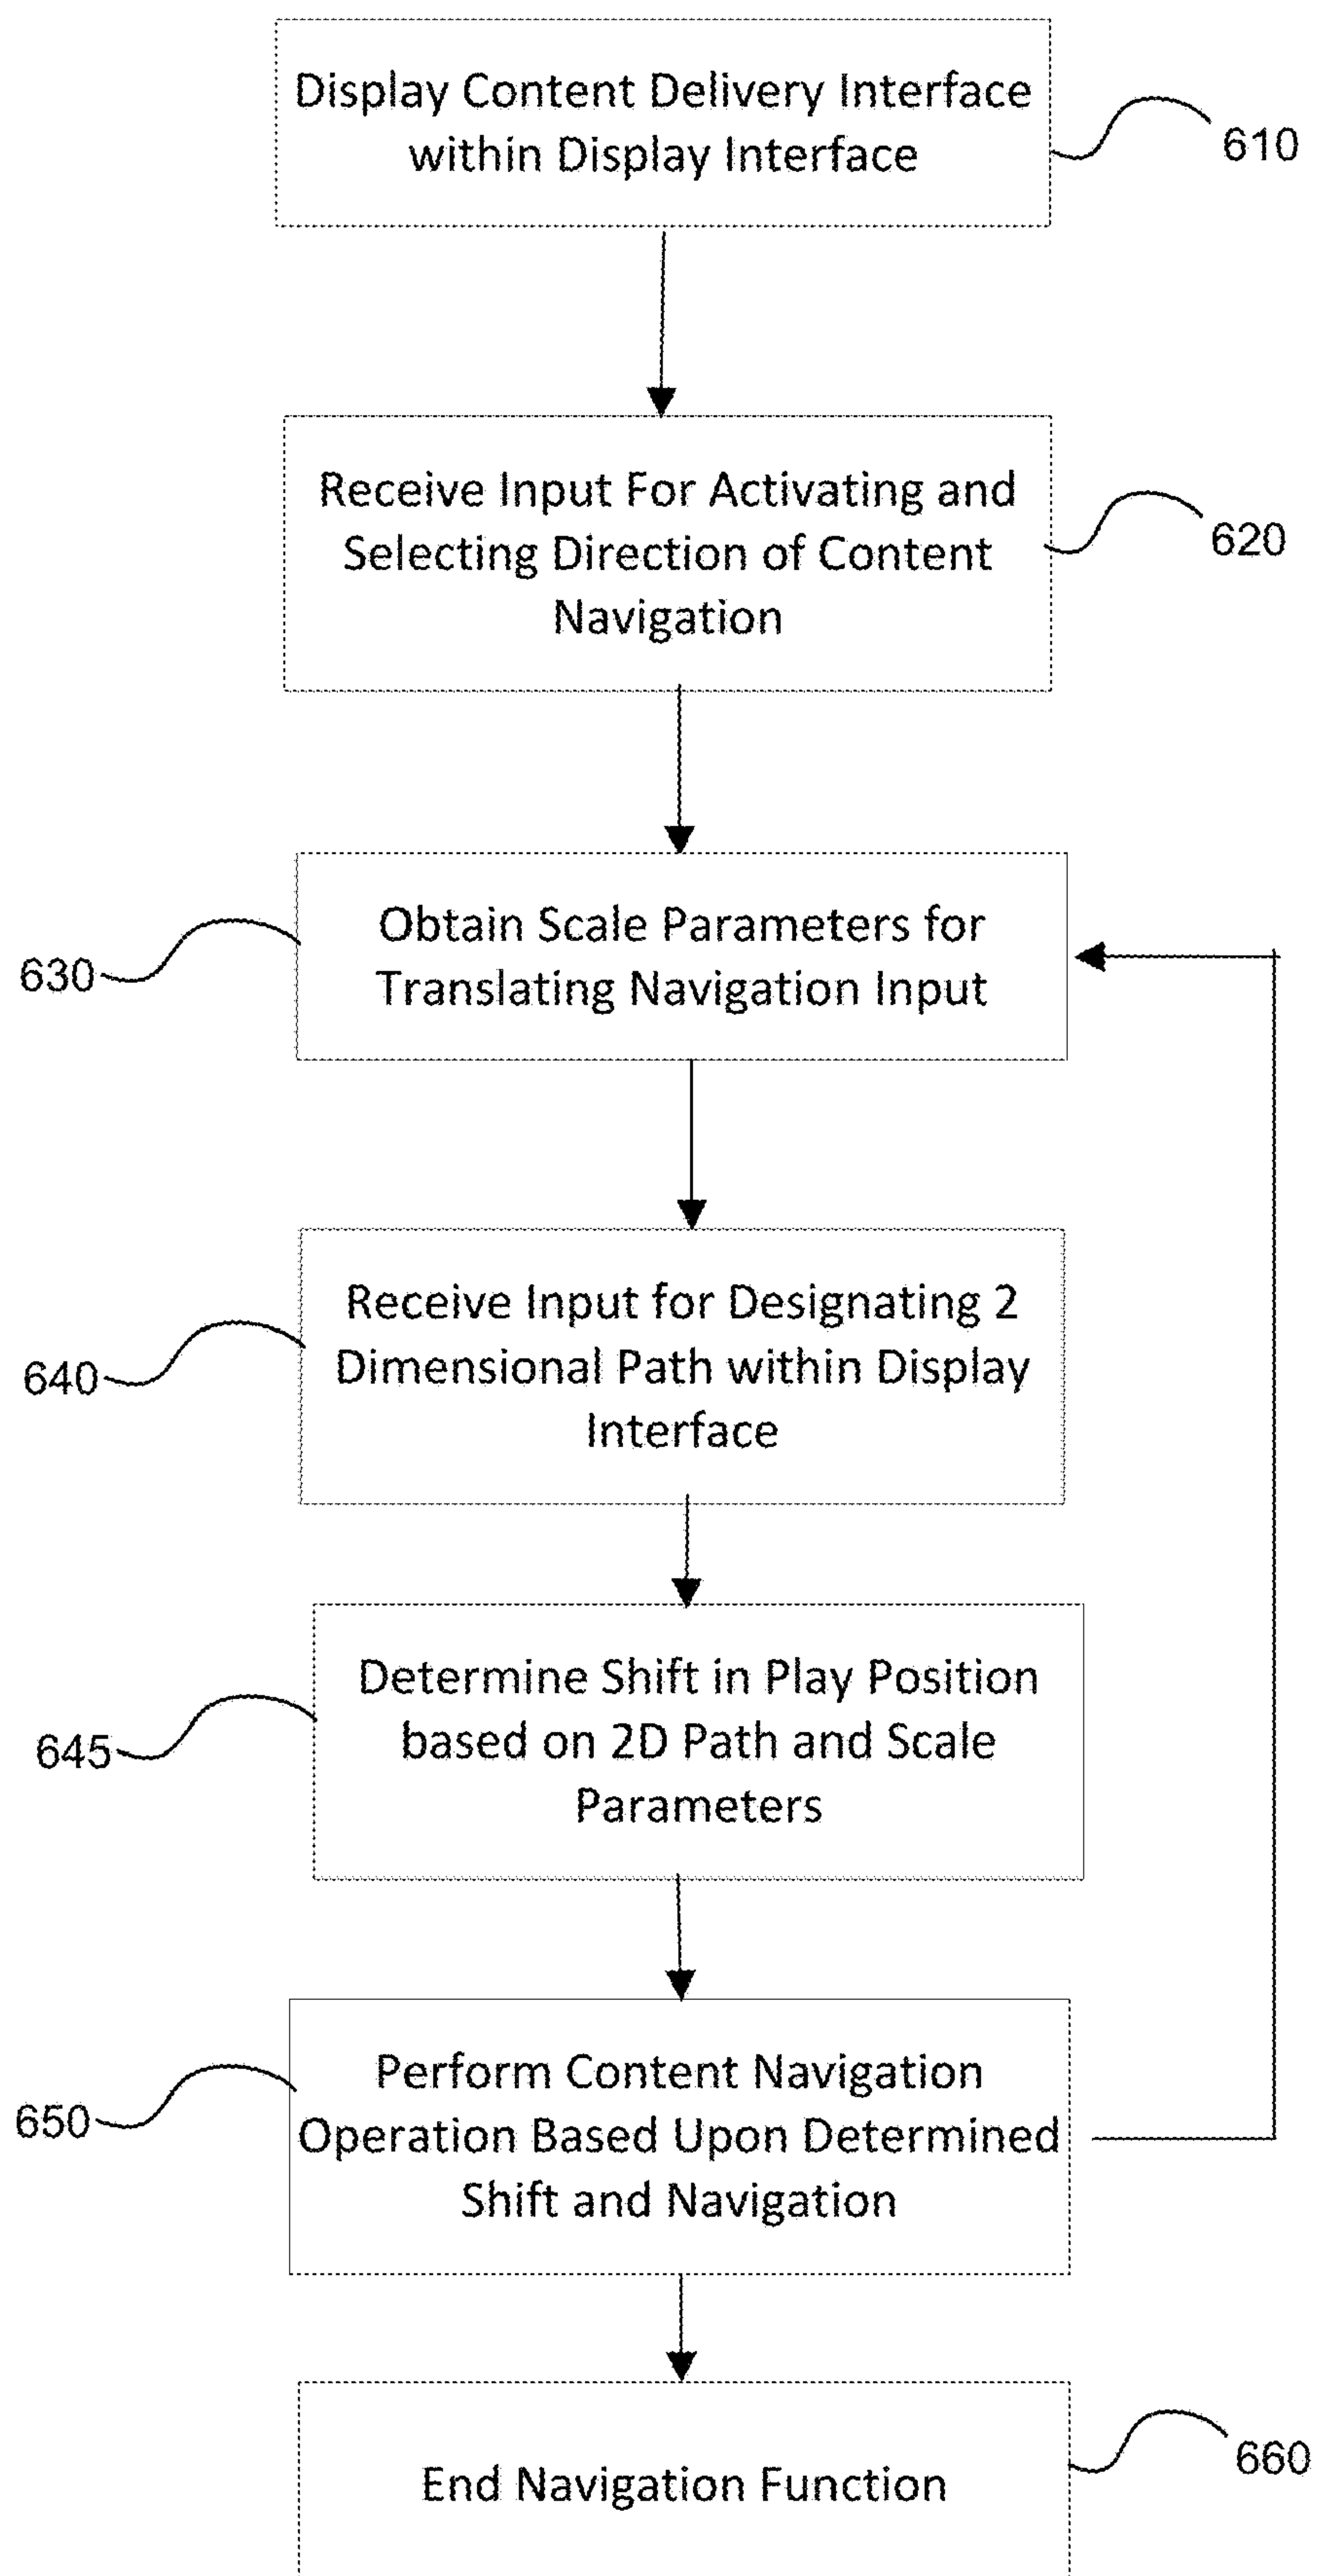 Display Content Delivery Interface
within Display Interface
610
Receive Input For Activating and
Selecting Direction of Content
Navigation
620
Obtain Scale Parameters for
Translating Navigation Input
630
Receive Input for Designating 2
Dimensional Path within Display
Interface
640
Determine Shift in Play Position
based on 2D Path and Scale
Parameters
645
Perform Content Navigation
Operation Based Upon Determined
Shift and Navigation
650
End Navigation Function
660